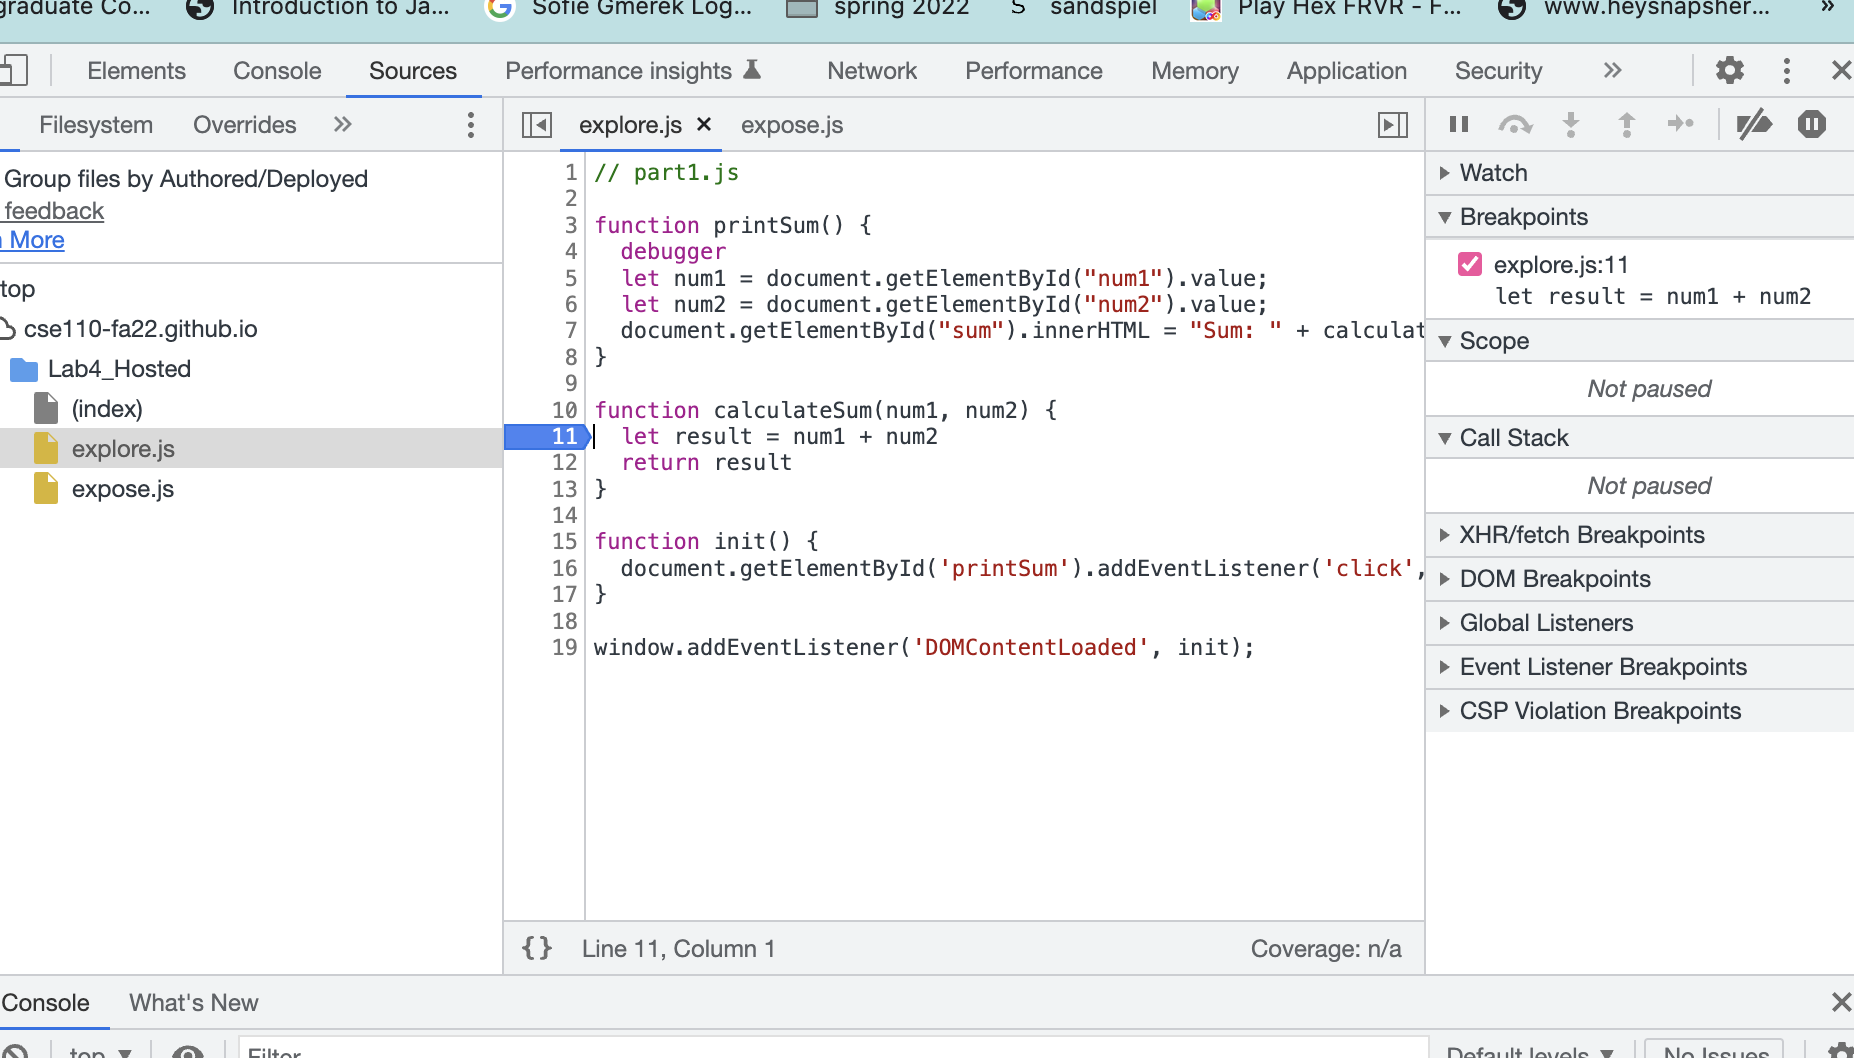 graduate Co...
Introduction to Ja...
Sofie Gmerek Log...
spring 2022
S sandspiel
Play Hex FRVR - F...
www.heysnapsher...
»
Elements
Console
Sources
Performance insights
Network
Performance
Memory
Application
Security
»
Filesystem
Overrides
»
explore.js ×
expose.js
Group files by Authored/Deployed
feedback
More
top
cse110-fa22.github.io
Lab4_Hosted
(index)
explore.js
expose.js
1 // part1.js
2
3 function printSum() {
4 debugger
5 let num1 = document.getElementById("num1").value;
6 let num2 = document.getElementById("num2").value;
7 document.getElementById("sum").innerHTML = "Sum: " + calculat
8 }
9
10 function calculateSum(num1, num2) {
11 let result = num1 + num2
12 return result
13 }
14
15 function init() {
16 document.getElementById('printSum').addEventListener('click',
17 }
18
19 window.addEventListener('DOMContentLoaded', init);
{} Line 11, Column 1
Coverage: n/a
Watch
Breakpoints
explore.js:11
let result = num1 + num2
Scope
Not paused
Call Stack
Not paused
XHR/fetch Breakpoints
DOM Breakpoints
Global Listeners
Event Listener Breakpoints
CSP Violation Breakpoints
Console
What's New
top
Filter
Default levels
No Issues